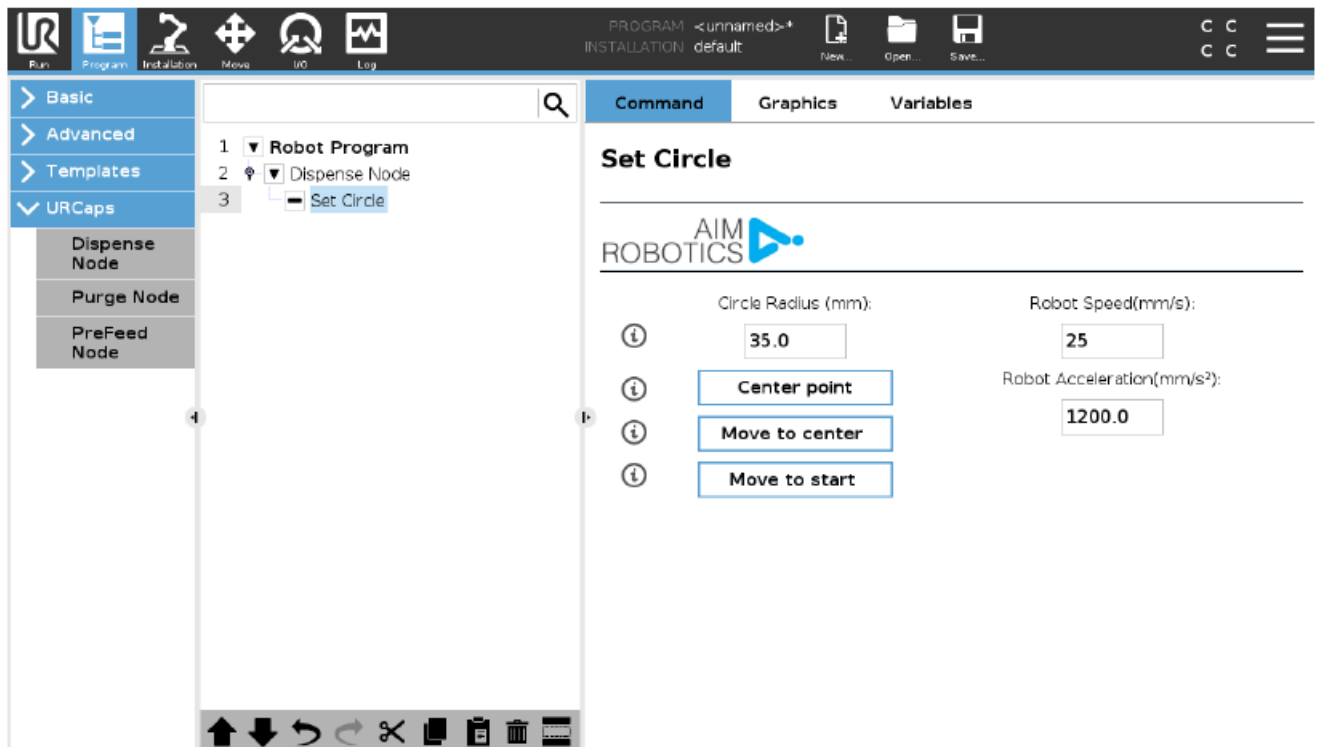 UR
Run
Program
Installation
Move
I/O
Log
PROGRAM <unnamed>*
INSTALLATION default
New...
Open...
Save...
C C
C C
Basic
Advanced
Templates
URCaps
Dispense
Node
Purge Node
PreFeed
Node
1 Robot Program
2 Dispense Node
3 Set Circle
Command Graphics Variables
Set Circle
AIM
ROBOTICS
Circle Radius (mm): Robot Speed(mm/s):
35.0 25
Center point Robot Acceleration(mm/s²):
Move to center 1200.0
Move to start